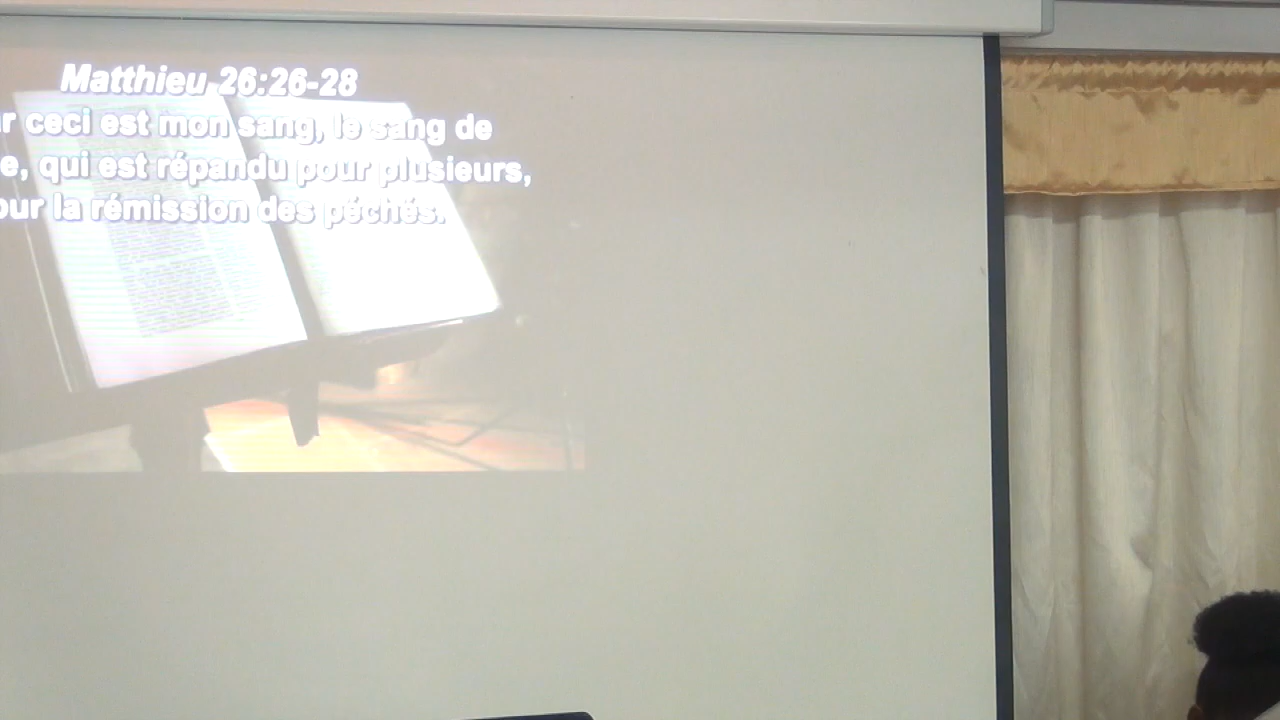 Matthieu 26:26-28
r ceci est mon sang, le sang de
e, qui est répandu pour plusieurs,
our la rémission des péchés.